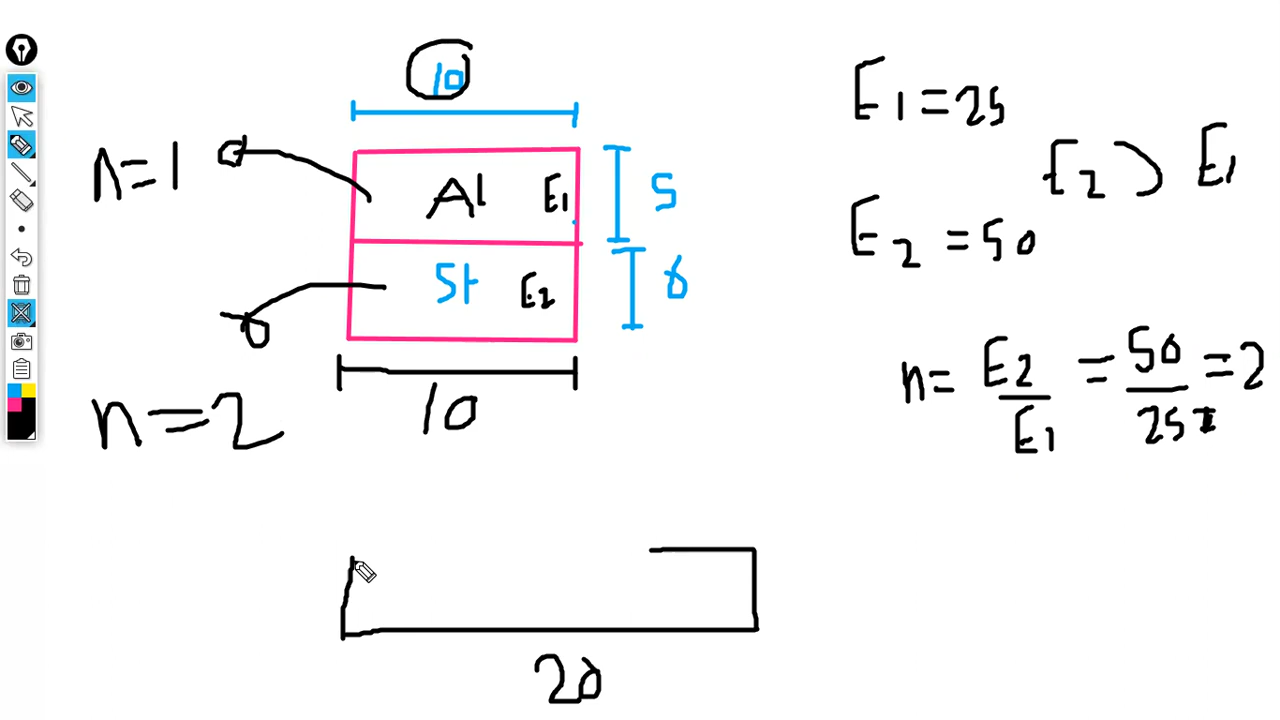 10
n=1
Al E1
5
St E2
6
10
n=2
E1=25
E2 > E1
E2=50
n= E2/E1 = 50/25 = 2
20